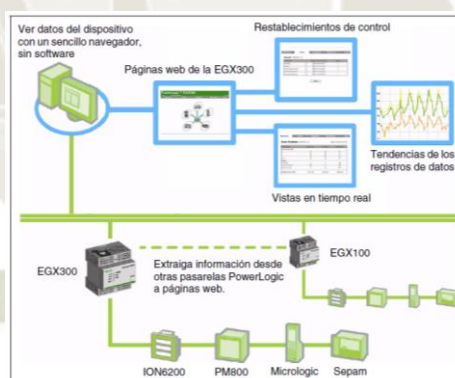 Ver datos del dispositivo
con un sencillo navegador,
sin software
Restablecimientos de control
Páginas web de la EGX300
Tendencias de los
registros de datos
Vistas en tiempo real
EGX300
Extraiga información desde
otras pasarelas PowerLogic
a páginas web.
EGX100
ION6200
PM800
Micrologic
Sepam